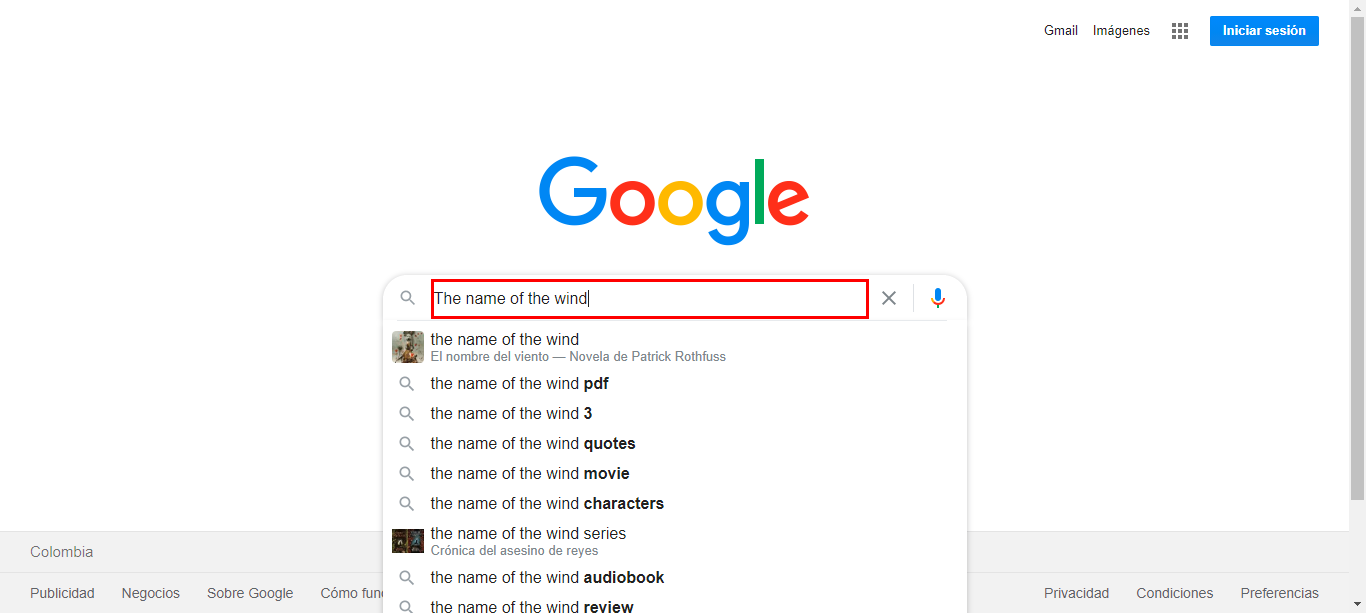 Gmail Imágenes Iniciar sesión
Google
The name of the wind
the name of the wind
El nombre del viento — Novela de Patrick Rothfuss
the name of the wind pdf
the name of the wind 3
the name of the wind quotes
the name of the wind movie
the name of the wind characters
the name of the wind series
Crónica del asesino de reyes
the name of the wind audiobook
the name of the wind review
Colombia
Publicidad Negocios Sobre Google Cómo Privacidad Condiciones Preferencias